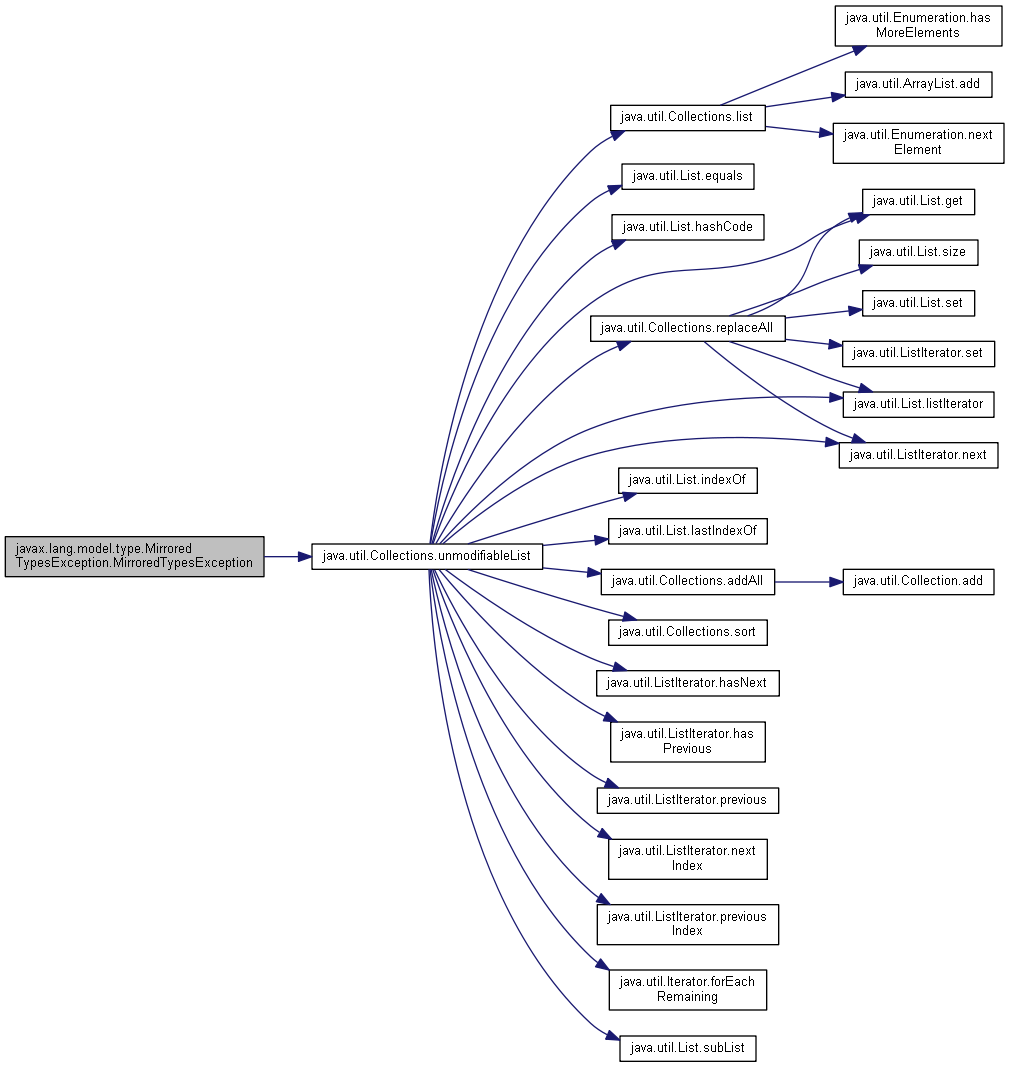 javax.lang.model.type.Mirrored
TypesException.MirroredTypesException
java.util.Collections.unmodifiableList
java.util.Collections.list
java.util.List.equals
java.util.List.hashCode
java.util.Collections.replaceAll
java.util.List.indexOf
java.util.List.lastIndexOf
java.util.Collections.addAll
java.util.Collections.sort
java.util.ListIterator.hasNext
java.util.ListIterator.has
Previous
java.util.ListIterator.previous
java.util.ListIterator.next
Index
java.util.ListIterator.previous
Index
java.util.Iterator.forEach
Remaining
java.util.List.subList
java.util.Enumeration.has
MoreElements
java.util.ArrayList.add
java.util.Enumeration.next
Element
java.util.List.get
java.util.List.size
java.util.List.set
java.util.ListIterator.set
java.util.List.listIterator
java.util.ListIterator.next
java.util.Collection.add